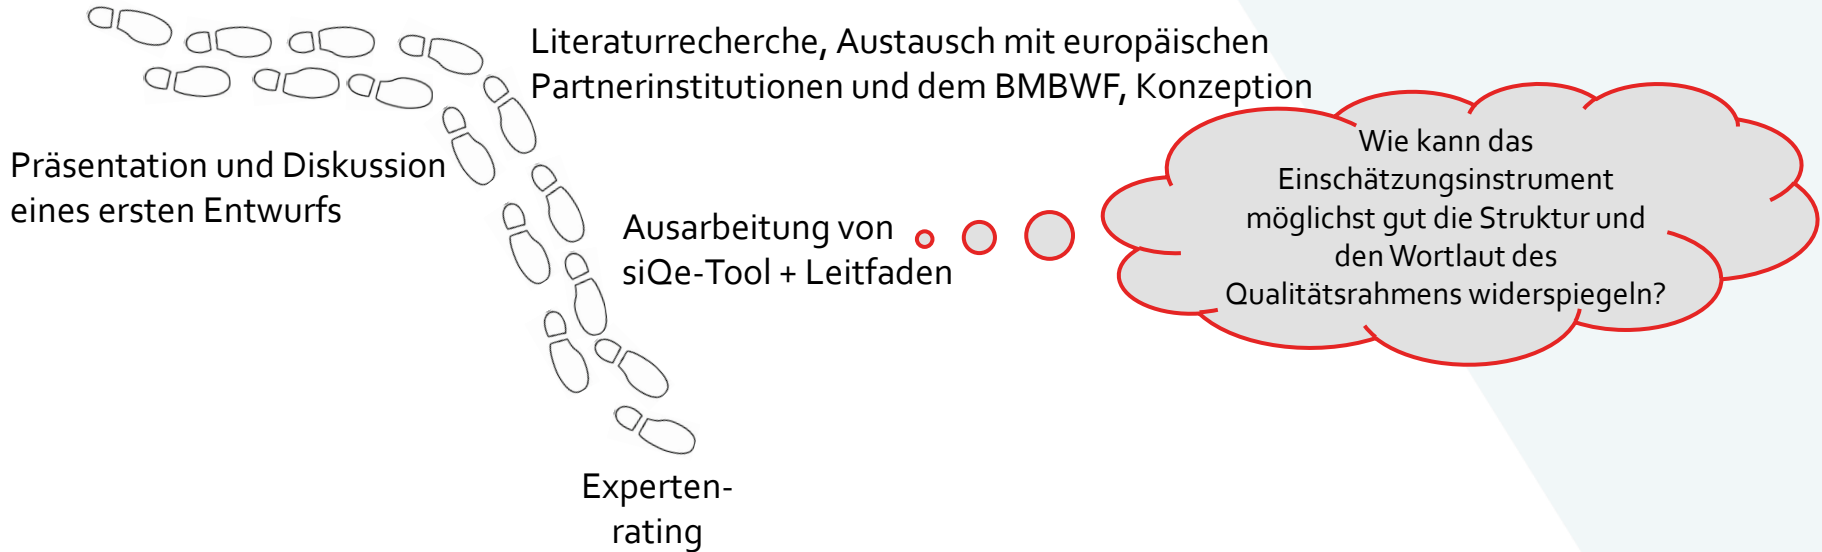 Literaturrecherche, Austausch mit europäischen
Partnerinstitutionen und dem BMBWF, Konzeption
Präsentation und Diskussion
eines ersten Entwurfs
Ausarbeitung von
siQe-Tool + Leitfaden
Wie kann das
Einschätzungsinstrument
möglichst gut die Struktur und
den Wortlaut des
Qualitätsrahmens widerspiegeln?
Experten-
rating